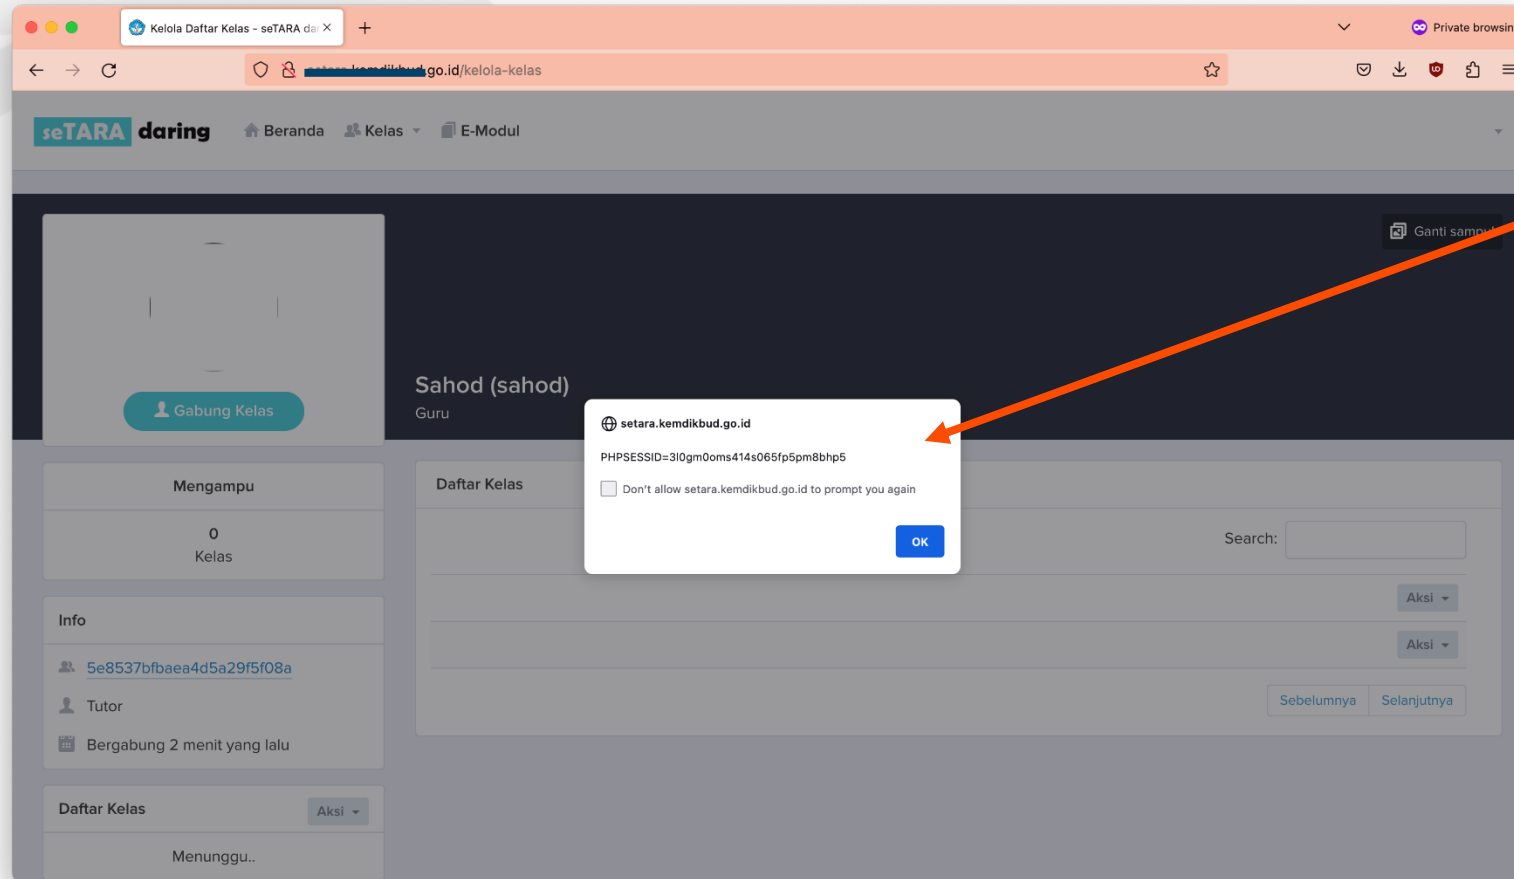 Kelola Daftar Kelas - seTARA dar
Private browsin
go.id/kelola-kelas
seTARA daring
Beranda
Kelas
E-Modul
Ganti sampul
Gabung Kelas
Sahod (sahod)
Guru
setara.kemdikbud.go.id
PHPSESSID=3l0gm0oms414s065fp5pm8bhp5
Don't allow setara.kemdikbud.go.id to prompt you again
OK
Mengampu
0
Kelas
Daftar Kelas
Search:
Aksi
Aksi
Sebelumnya
Selanjutnya
Info
5e8537bfbaea4d5a29f5f08a
Tutor
Bergabung 2 menit yang lalu
Daftar Kelas
Aksi
Menunggu..